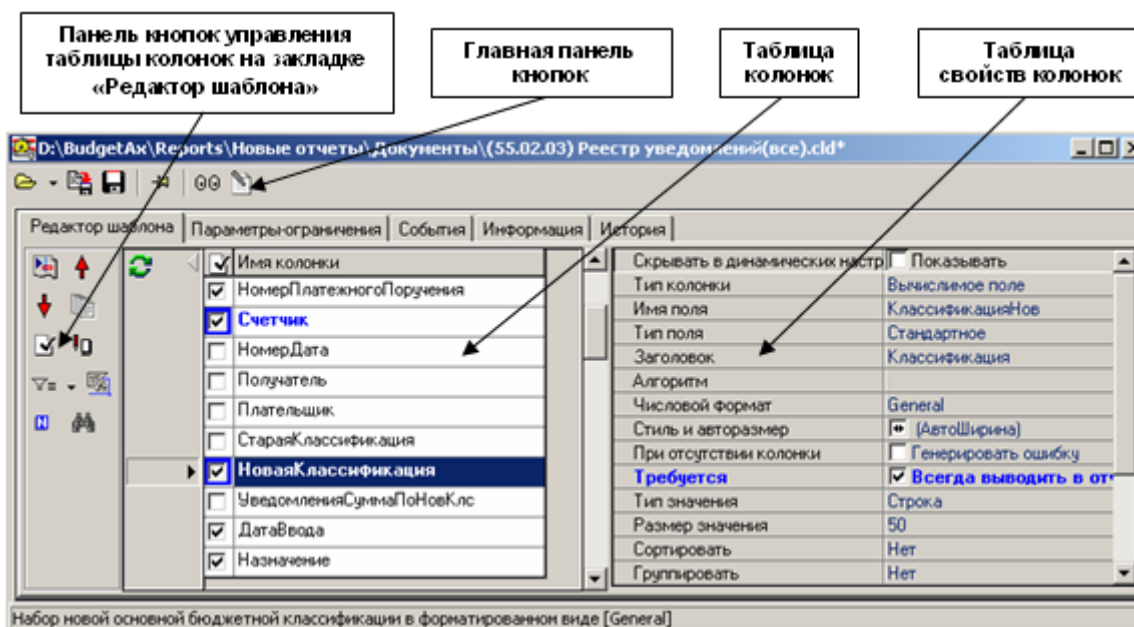 Панель кнопок управления
таблицы колонок на закладке
«Редактор шаблона»
Главная панель
кнопок
Таблица
колонок
Таблица
свойств колонок
D:\BudgetAx\Reports\Новые отчеты\Документы\(55.02.03) Реестр уведомлений(все).cld*
Редактор шаблона Параметры-ограничения События Информация История
Имя колонки
НомерПлатежногоПоручения
Счетчик
НомерДата
Получатель
Плательщик
СтараяКлассификация
НоваяКлассификация
УведомленияСуммаПоНовКлс
ДатаВвода
Назначение
Скрывать в динамических настр Показывать
Тип колонки Вычислимое поле
Имя поля КлассификацияНов
Тип поля Стандартное
Заголовок Классификация
Алгоритм
Числовой формат General
Стиль и авторазмер (АвтоШирина)
При отсутствии колонки Генерировать ошибку
Требуется Всегда выводить в отч
Тип значения Строка
Размер значения 50
Сортировать Нет
Группировать Нет
Набор новой основной бюджетной классификации в форматированном виде [General]